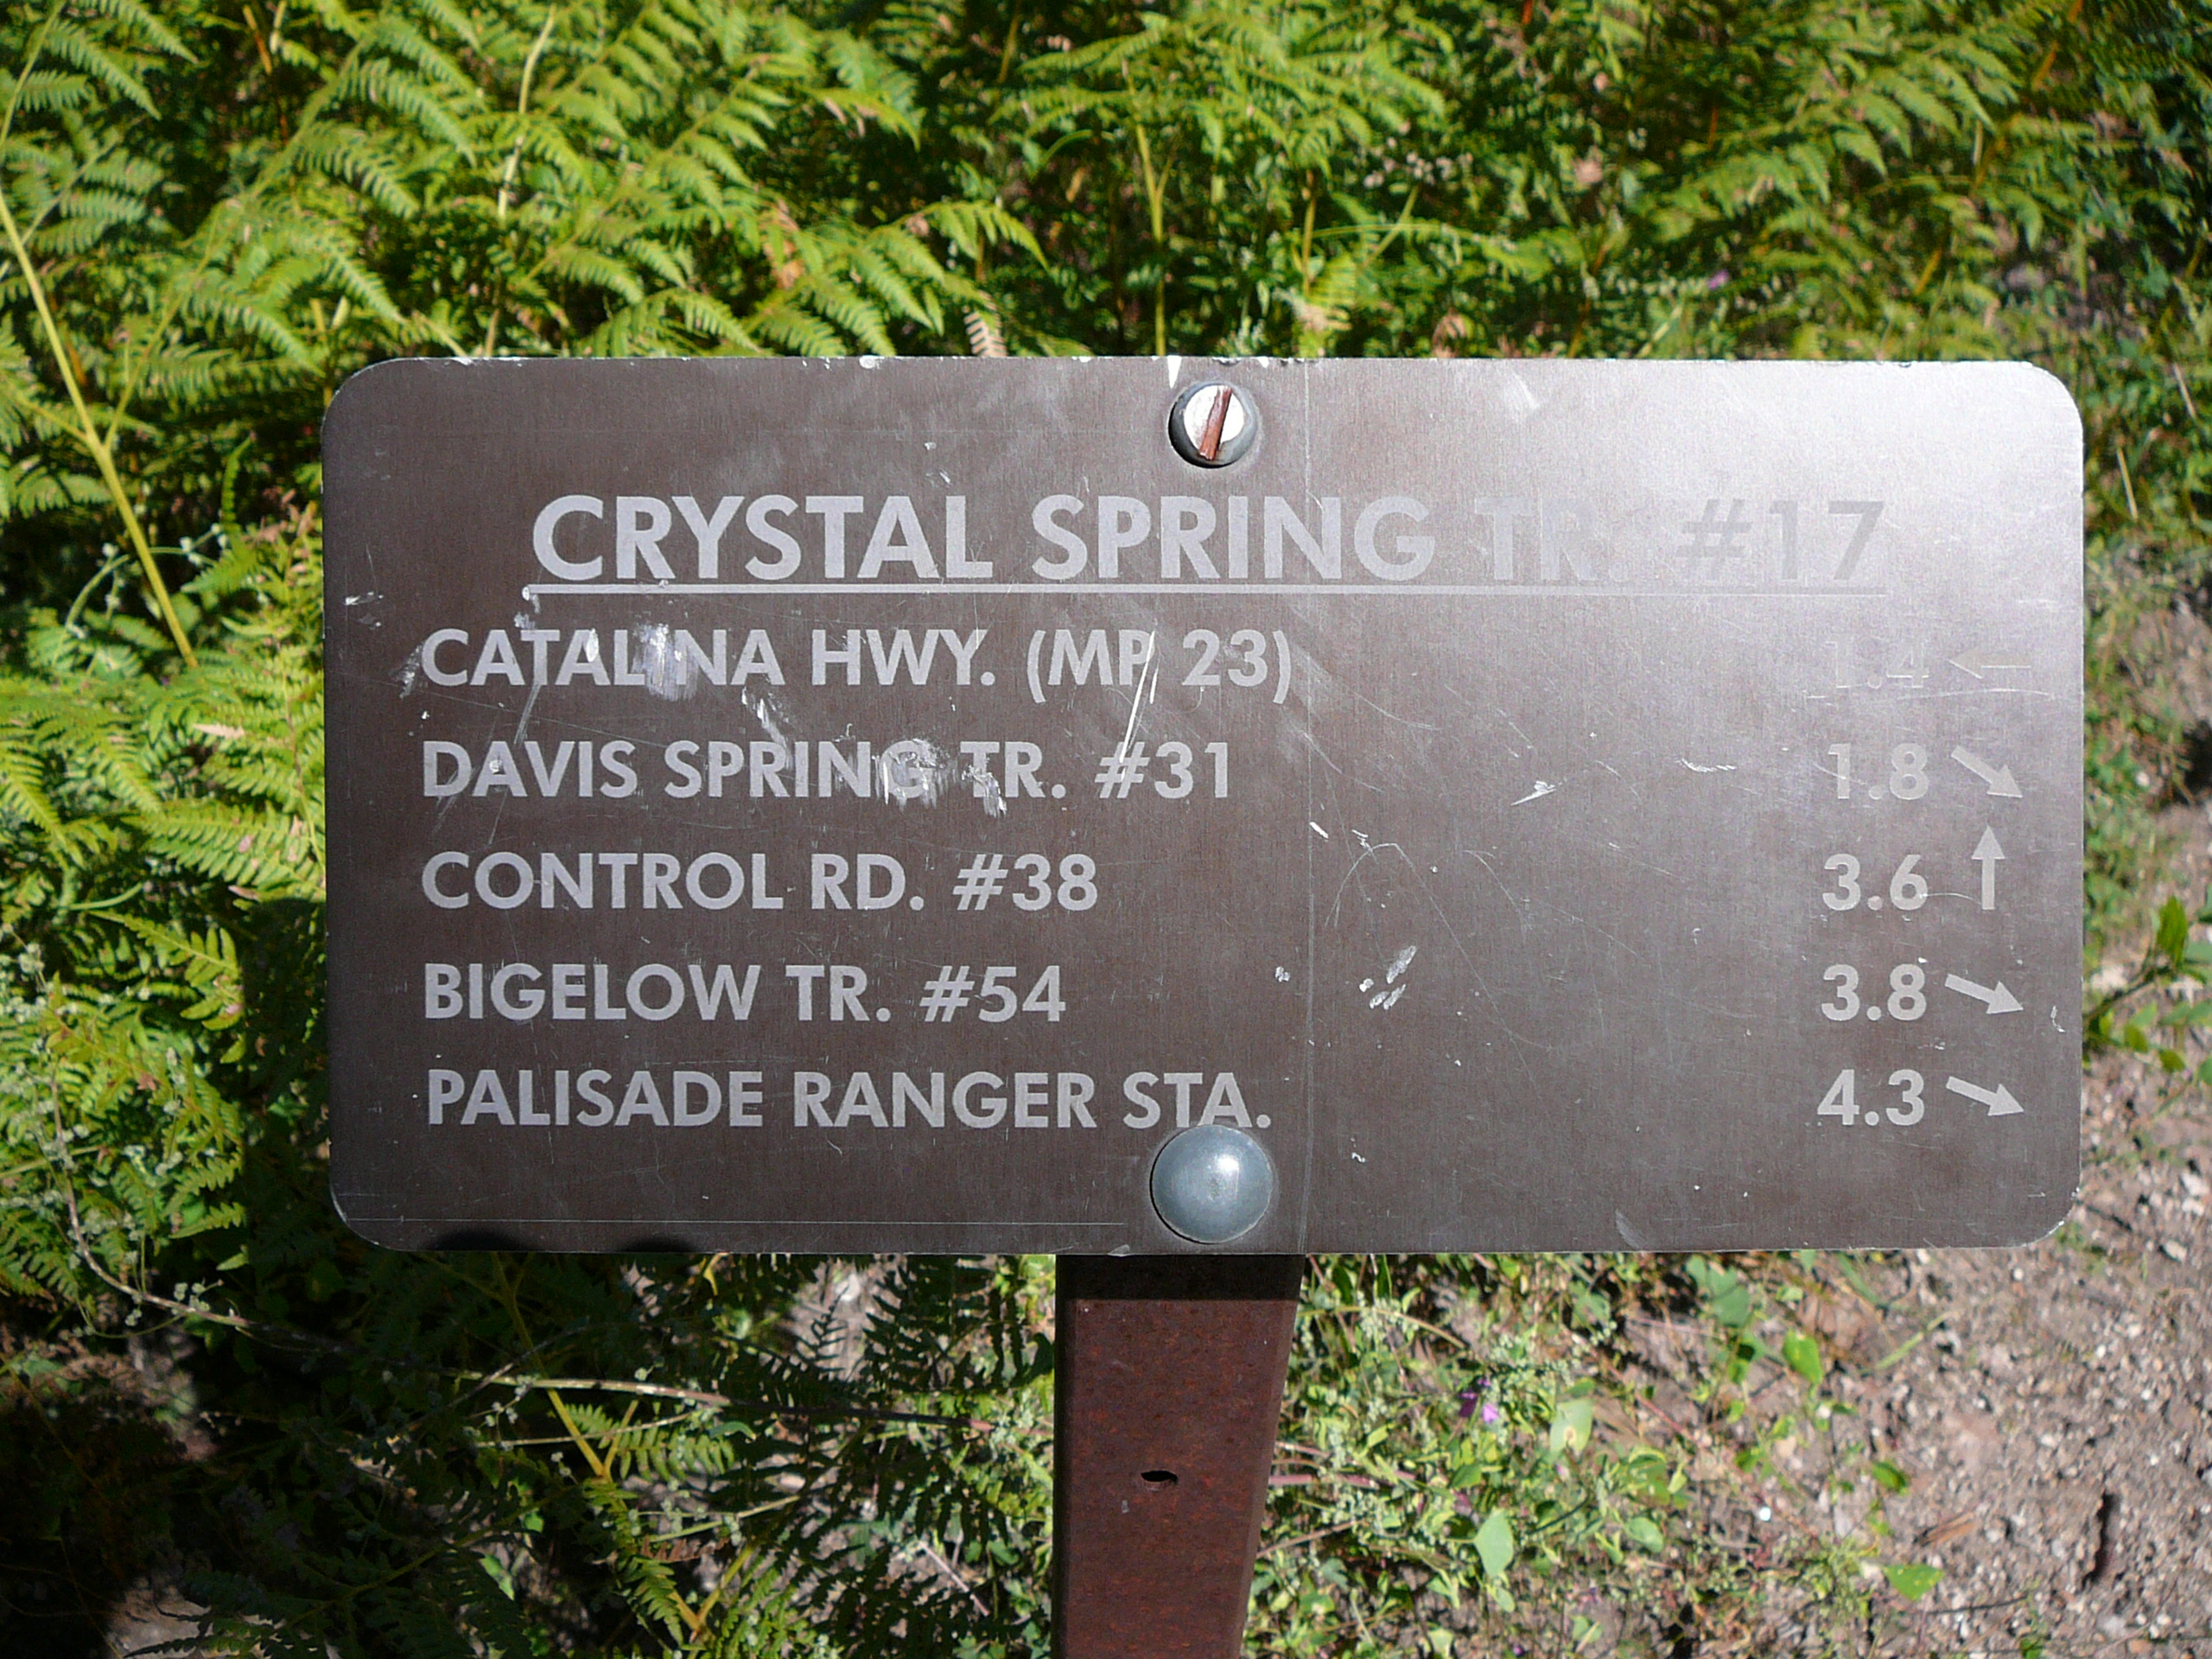 CRYSTAL SPRING TR. #17
CATALINA HWY. (MP 23) 1.4 ←
DAVIS SPRING TR. #31 1.8 ↘
CONTROL RD. #38 3.6 ↑
BIGELOW TR. #54 3.8 ↘
PALISADE RANGER STA. 4.3 ↘